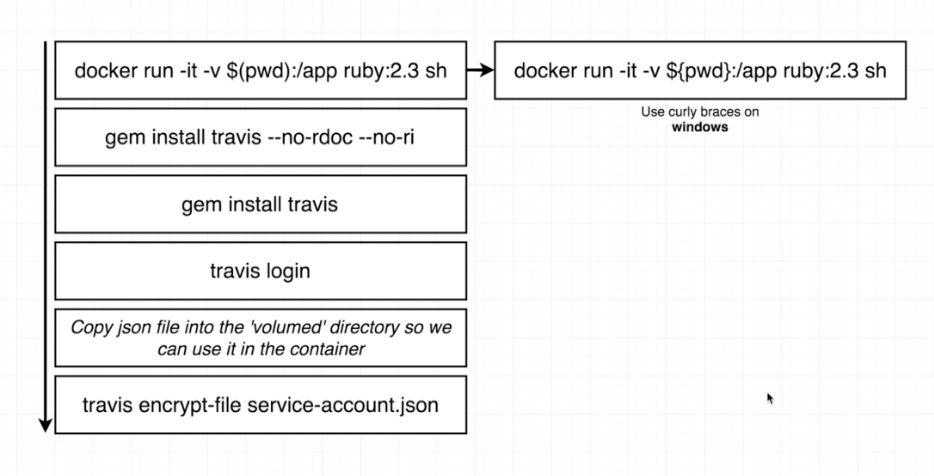 docker run -it -v $(pwd):/app ruby:2.3 sh
docker run -it -v ${pwd}:/app ruby:2.3 sh
Use curly braces on
windows
gem install travis --no-rdoc --no-ri
gem install travis
travis login
Copy json file into the 'volumed' directory so we
can use it in the container
travis encrypt-file service-account.json